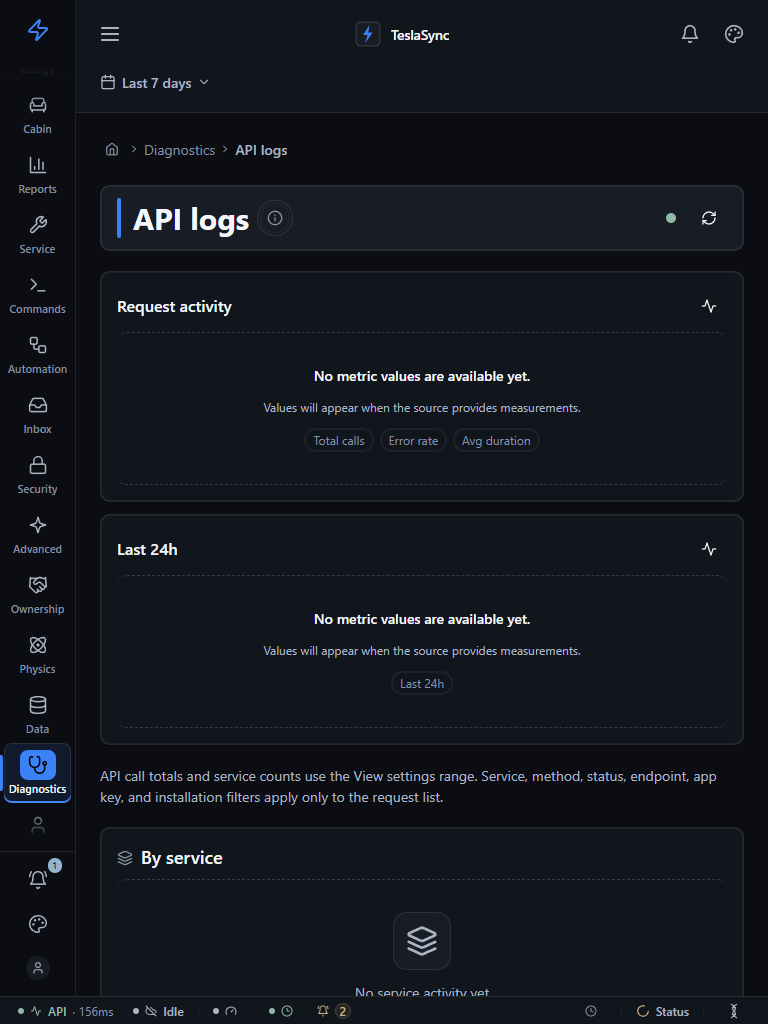 TeslaSync
Last 7 days
Energy
Cabin
Reports
Service
Commands
Automation
Inbox
Security
Advanced
Ownership
Physics
Data
Diagnostics
1
Diagnostics
API logs
API logs
Request activity
No metric values are available yet.
Values will appear when the source provides measurements.
Total calls
Error rate
Avg duration
Last 24h
No metric values are available yet.
Values will appear when the source provides measurements.
Last 24h
API call totals and service counts use the View settings range. Service, method, status, endpoint, app
key, and installation filters apply only to the request list.
By service
No service activity yet
API · 156ms
Idle
2
Status